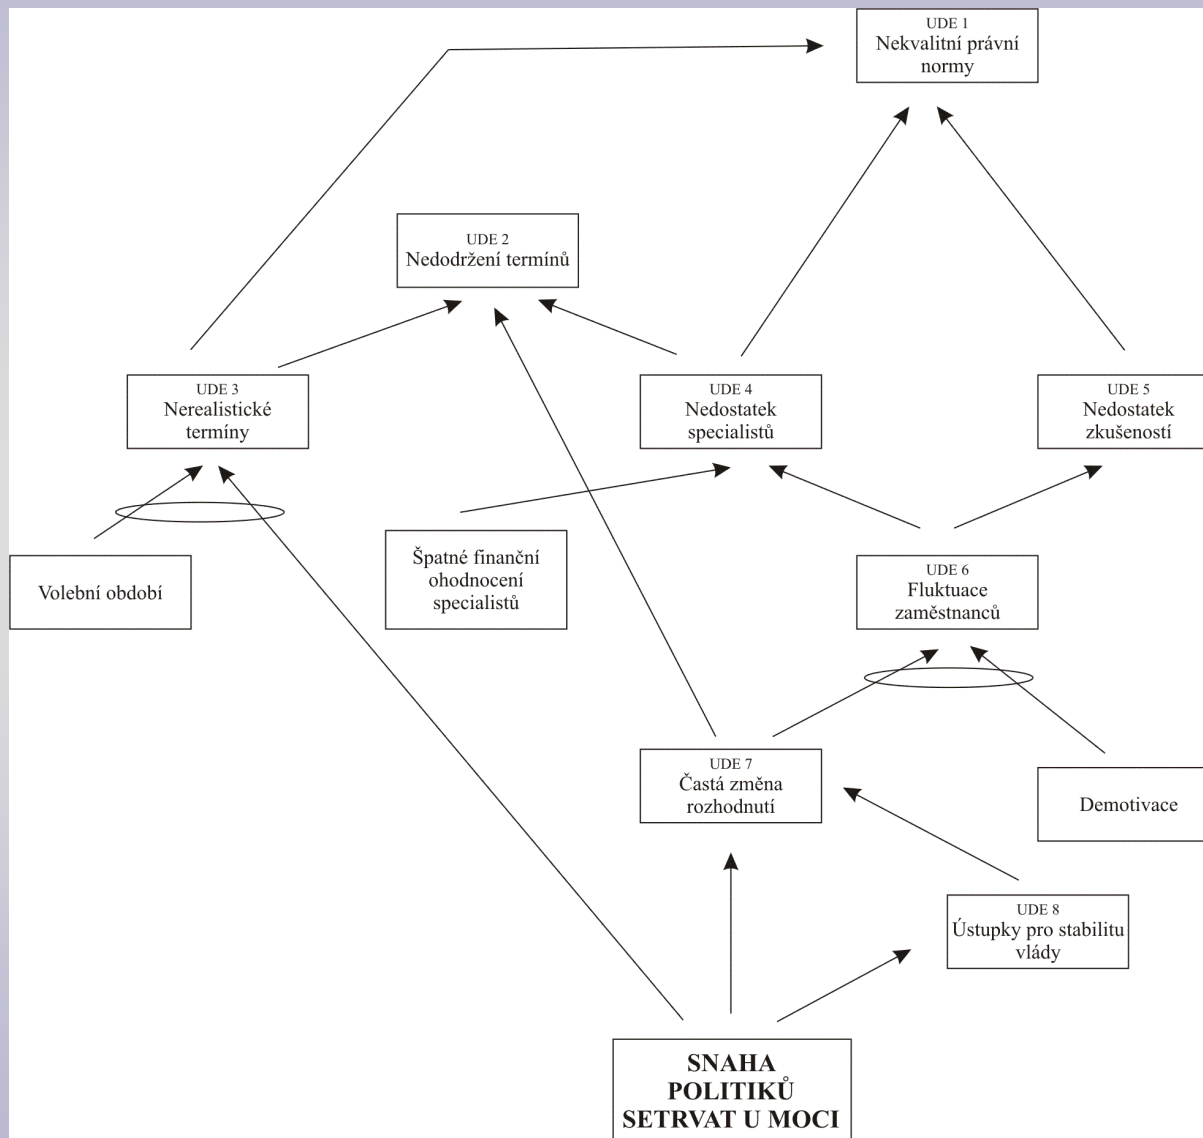 UDE 1
Nekvalitní právní
normy
UDE 2
Nedodržení termínů
UDE 3
Nerealistické
termíny
UDE 4
Nedostatek
specialistů
UDE 5
Nedostatek
zkušeností
Volební období
Špatné finanční
ohodnocení
specialistů
UDE 6
Fluktuace
zaměstnanců
UDE 7
Častá změna
rozhodnutí
Demotivace
UDE 8
Ústupky pro stabilitu
vlády
SNAHA
POLITIKŮ
SETRVAT U MOCI